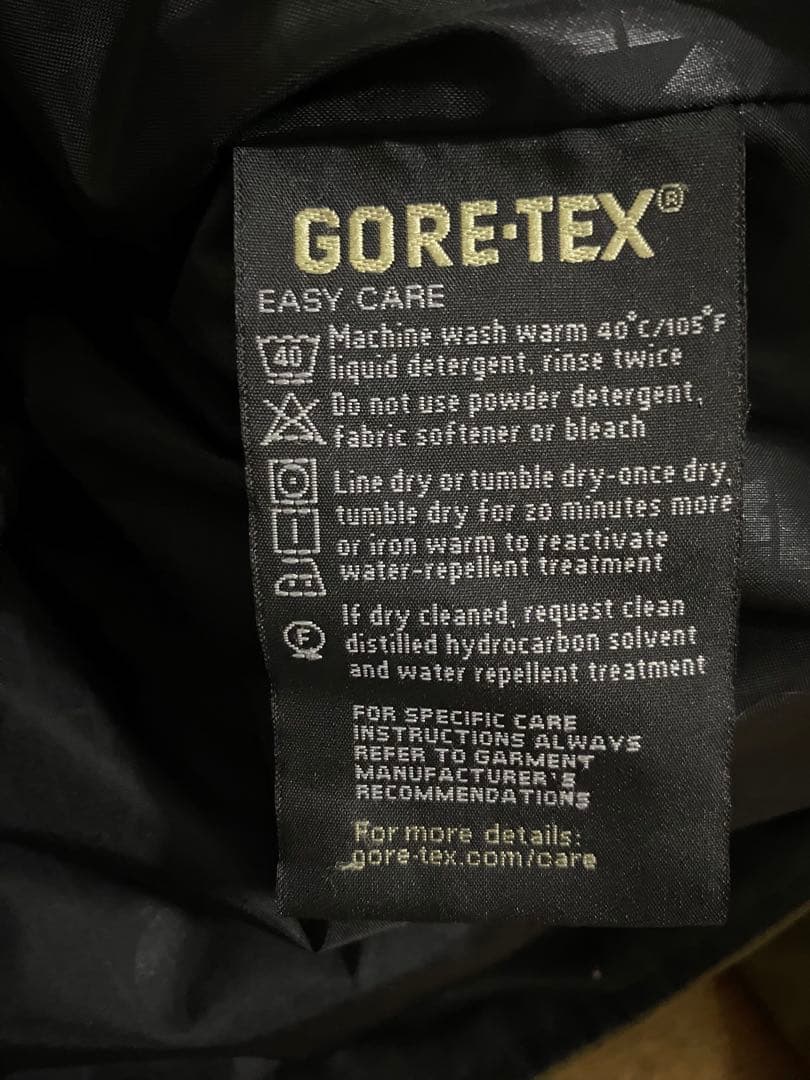 GORE-TEX®
EASY CARE
40 Machine wash warm 40°C/105°F
liquid detergent, rinse twice
Do not use powder detergent,
fabric softener or bleach
Line dry or tumble dry-once dry,
tumble dry for 20 minutes more
or iron warm to reactivate
water-repellent treatment
If dry cleaned, request clean
F distilled hydrocarbon solvent
and water repellent treatment
FOR SPECIFIC CARE
INSTRUCTIONS ALWAYS
REFER TO GARMENT
MANUFACTURER'S
RECOMMENDATIONS
For more details:
gore-tex.com/care